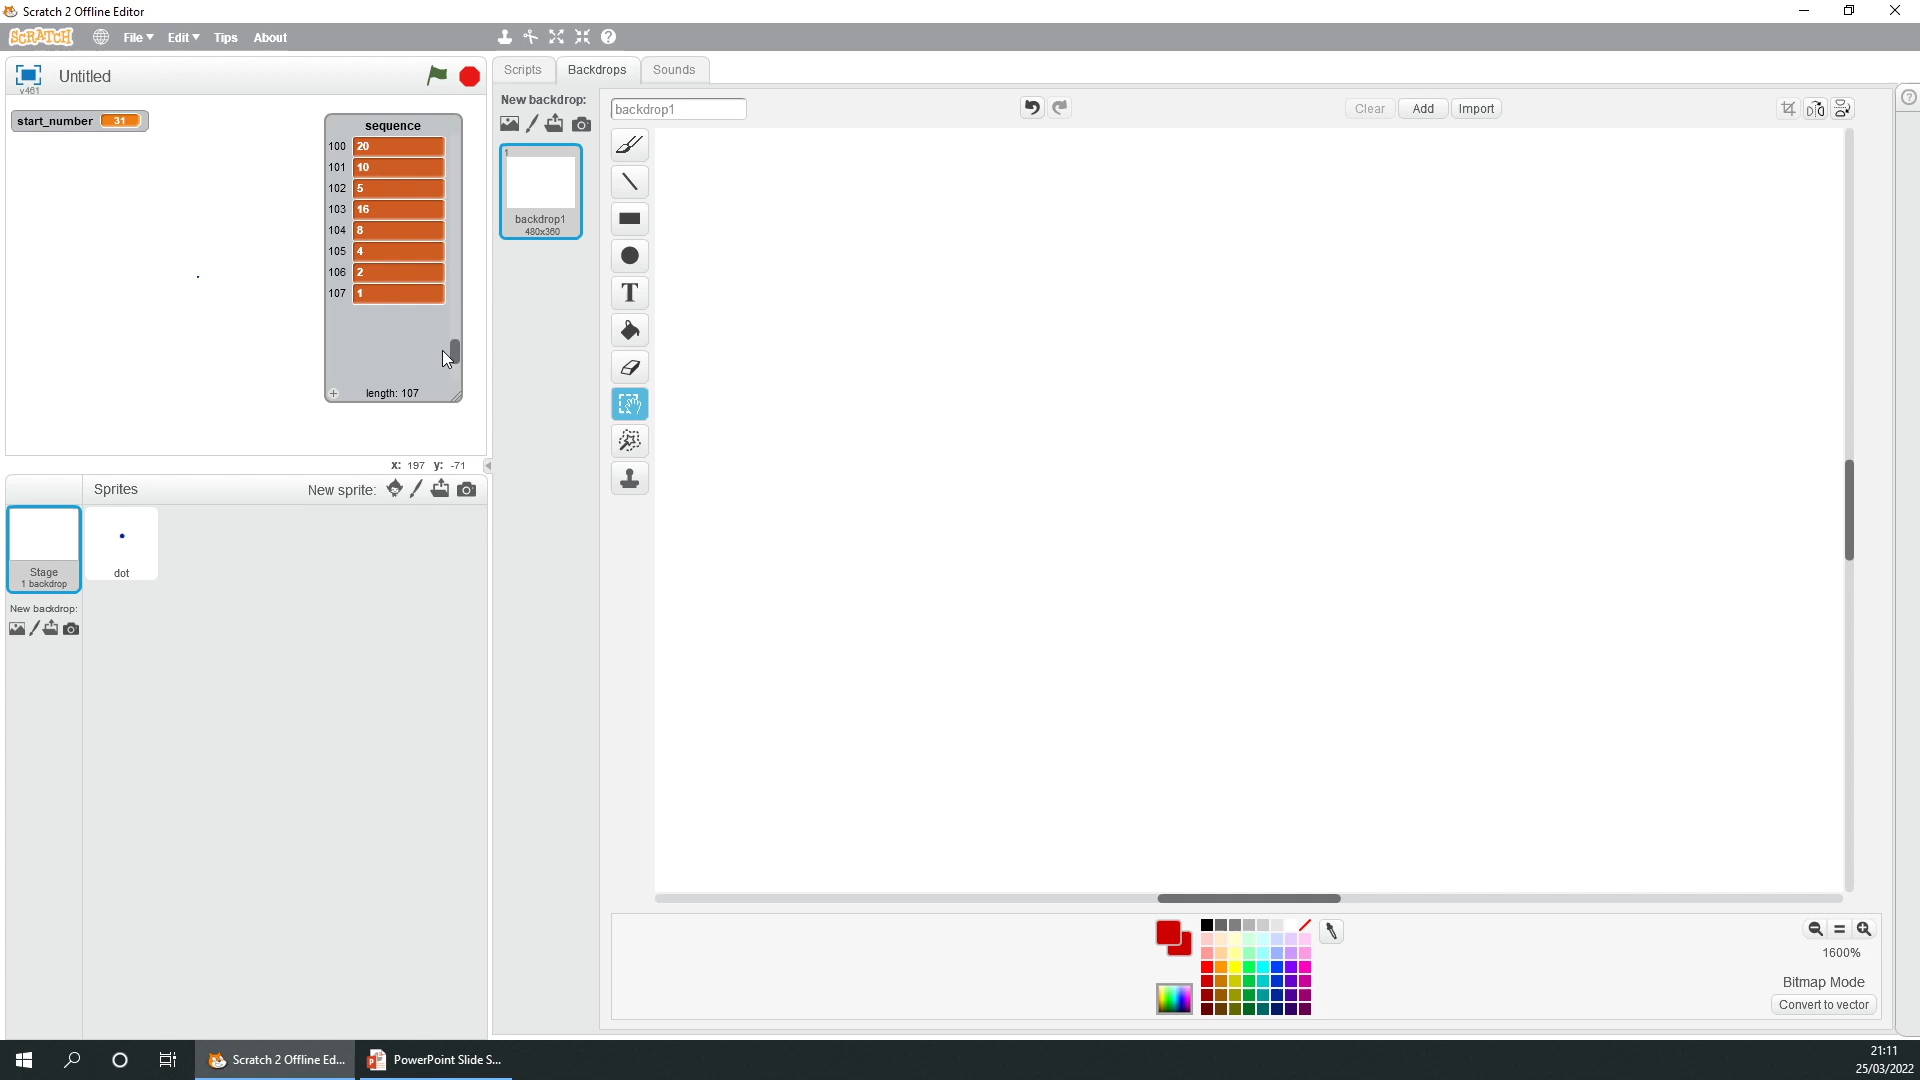 Scratch 2 Offline Editor
SCRATCH File Edit Tips About
v461 Untitled
start_number 31
sequence
100 20
101 10
102 5
103 16
104 8
105 4
106 2
107 1
+ length: 107
x: 197 y: -71
Sprites New sprite:
Stage
1 backdrop
dot
New backdrop:
Scripts Backdrops Sounds
New backdrop:
1
backdrop1
480x360
backdrop1
Clear Add Import
T
1600%
Bitmap Mode
Convert to vector
Scratch 2 Offline Ed... PowerPoint Slide S...
21:11
25/03/2022